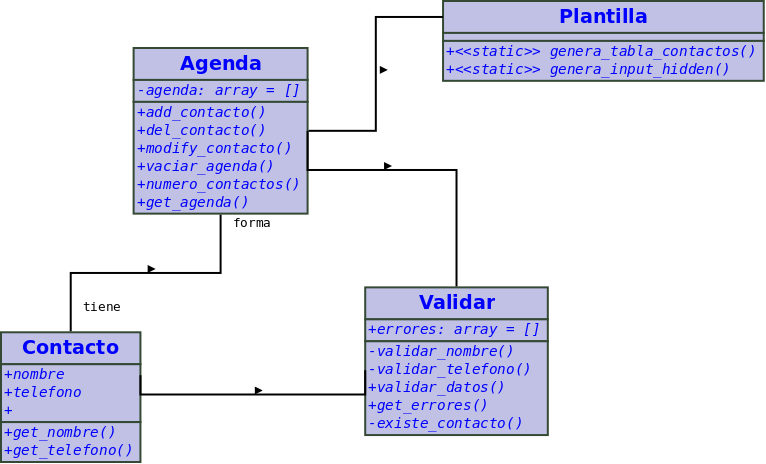 Plantilla
+<<static>> genera_tabla_contactos()
+<<static>> genera_input_hidden()
Agenda
-agenda: array = []
+add_contacto()
+del_contacto()
+modify_contacto()
+vaciar_agenda()
+numero_contactos()
+get_agenda()
forma
tiene
Validar
+errores: array = []
-validar_nombre()
-validar_telefono()
+validar_datos()
+get_errores()
-existe_contacto()
Contacto
+nombre
+telefono
+
+get_nombre()
+get_telefono()